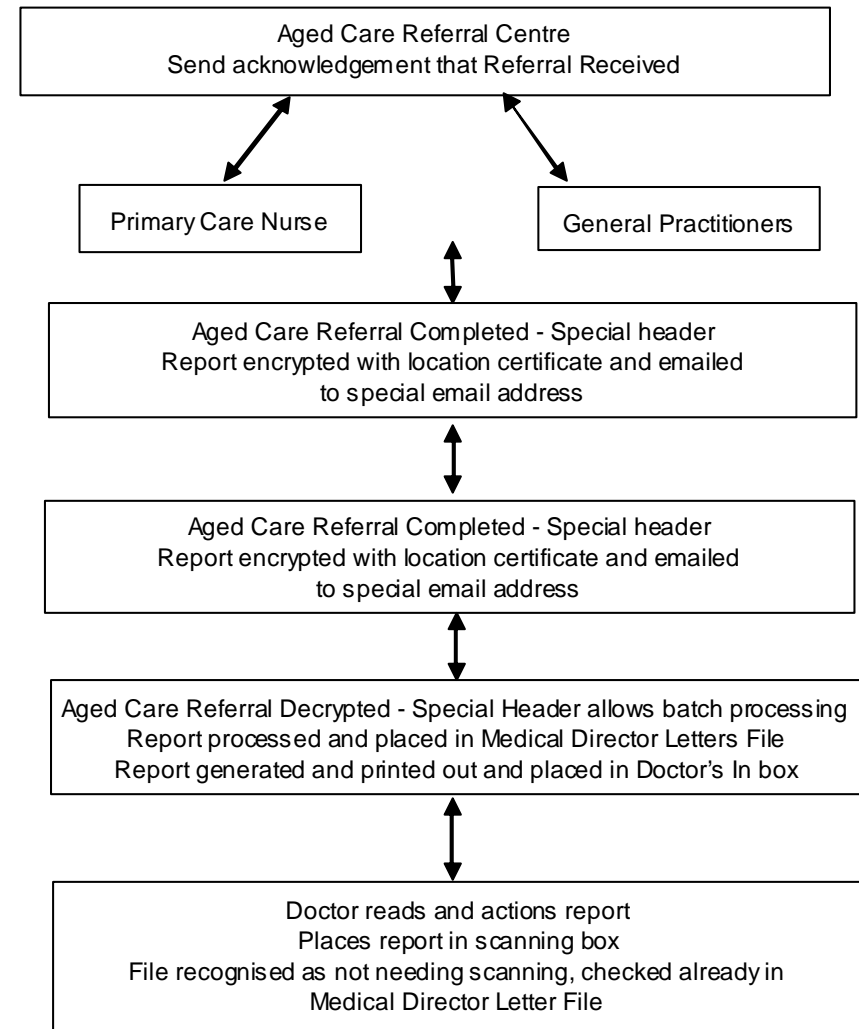 Aged Care Referral Centre
Send acknowledgement that Referral Received
Primary Care Nurse
General Practitioners
Aged Care Referral Completed - Special header
Report encrypted with location certificate and emailed
to special email address
Aged Care Referral Completed - Special header
Report encrypted with location certificate and emailed
to special email address
Aged Care Referral Decrypted - Special Header allows batch processing
Report processed and placed in Medical Director Letters File
Report generated and printed out and placed in Doctor's In box
Doctor reads and actions report
Places report in scanning box
File recognised as not needing scanning, checked already in
Medical Director Letter File